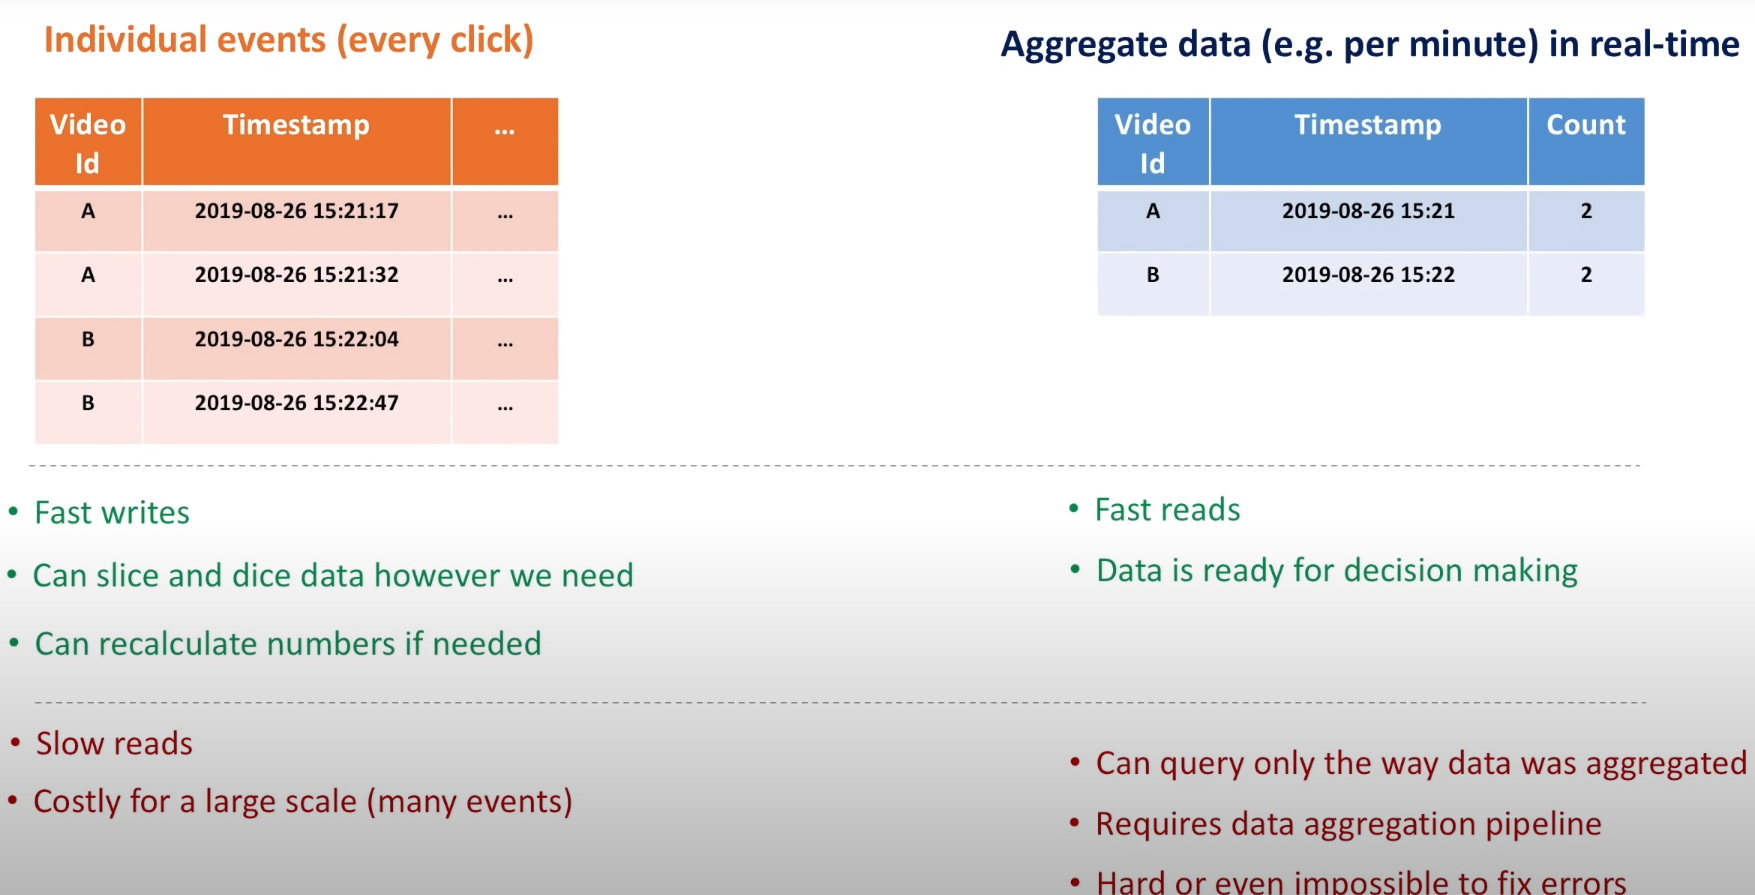 Individual events (every click)
Video Id | Timestamp | ...
A | 2019-08-26 15:21:17 | ...
A | 2019-08-26 15:21:32 | ...
B | 2019-08-26 15:22:04 | ...
B | 2019-08-26 15:22:47 | ...
• Fast writes
• Can slice and dice data however we need
• Can recalculate numbers if needed
• Slow reads
• Costly for a large scale (many events)
Aggregate data (e.g. per minute) in real-time
Video Id | Timestamp | Count
A | 2019-08-26 15:21 | 2
B | 2019-08-26 15:22 | 2
• Fast reads
• Data is ready for decision making
• Can query only the way data was aggregated
• Requires data aggregation pipeline
• Hard or even impossible to fix errors